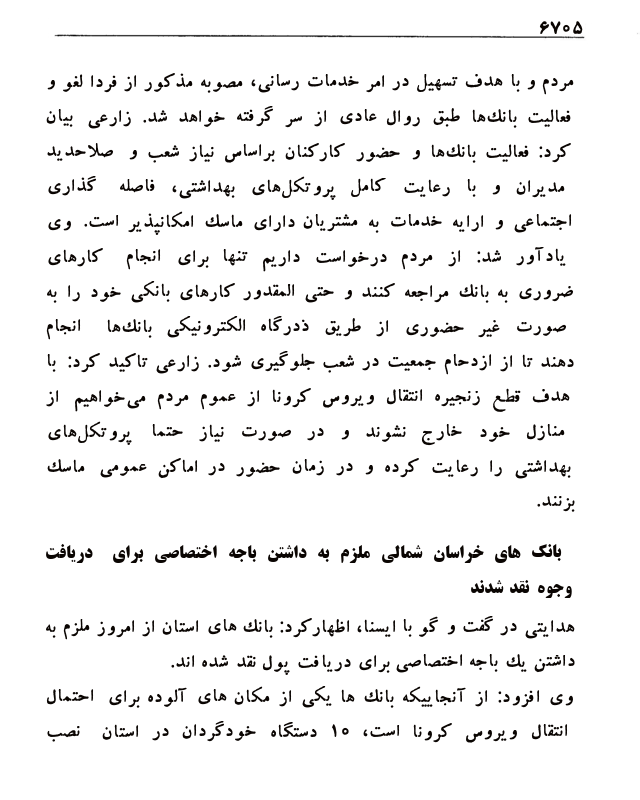 ۶۷۰۵
مردم و با هدف تسهیل در امر خدمات رسانی، مصوبه مذکور از فردا لغو و
فعالیت بانك‌ها طبق روال عادی از سر گرفته خواهد شد. زارعی بیان
کرد: فعالیت بانك‌ها و حضور کارکنان براساس نیاز شعب و صلاحدید
مدیران و با رعایت کامل پروتکل‌های بهداشتی، فاصله گذاری
اجتماعی و ارایه خدمات به مشتریان دارای ماسك امکانپذیر است. وی
یادآور شد: از مردم درخواست داریم تنها برای انجام کارهای
ضروری به بانك مراجعه کنند و حتی المقدور کارهای بانکی خود را به
صورت غیر حضوری از طریق ذدرگاه الکترونیکی بانك‌ها انجام
دهند تا از ازدحام جمعیت در شعب جلوگیری شود. زارعی تاکید کرد: با
هدف قطع زنجیره انتقال ویروس کرونا از عموم مردم می‌خواهیم از
منازل خود خارج نشوند و در صورت نیاز حتما پروتکل‌های
بهداشتی را رعایت کرده و در زمان حضور در اماکن عمومی ماسك
بزنند.
بانک های خراسان شمالی ملزم به داشتن باجه اختصاصی برای دریافت
وجوه نقد شدند
هدایتی در گفت و گو با ایسنا، اظهارکرد: بانك های استان از امروز ملزم به
داشتن یك باجه اختصاصی برای دریافت پول نقد شده اند.
وی افزود: از آنجاییکه بانك ها یکی از مکان های آلوده برای احتمال
انتقال ویروس کرونا است، ۱۵ دستگاه خودگردان در استان نصب